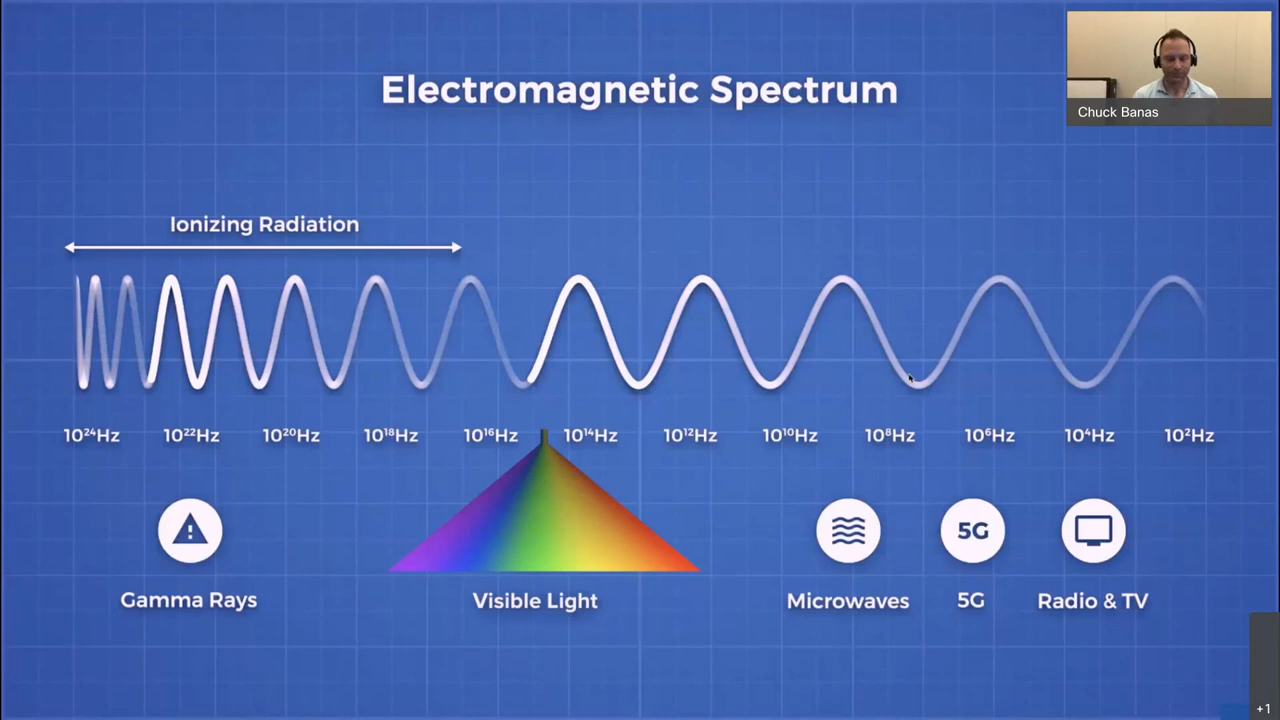 Electromagnetic Spectrum
Chuck Banas
Ionizing Radiation
10²⁴Hz 10²²Hz 10²⁰Hz 10¹⁸Hz 10¹⁶Hz 10¹⁴Hz 10¹²Hz 10¹⁰Hz 10⁸Hz 10⁶Hz 10⁴Hz 10²Hz
5G
Gamma Rays Visible Light Microwaves 5G Radio & TV
+1